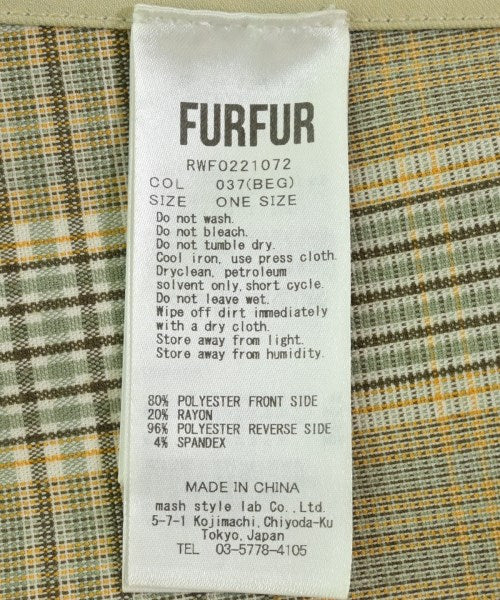 FURFUR
RWF0221072
COL 037(BEG)
SIZE ONE SIZE
Do not wash.
Do not bleach.
Do not tumble dry.
Cool iron, use press cloth.
Dryclean, petroleum
solvent only, short cycle.
Do not leave wet.
Wipe off dirt immediately
with a dry cloth.
Store away from light.
Store away from humidity.
80% POLYESTER FRONT SIDE
20% RAYON
96% POLYESTER REVERSE SIDE
4% SPANDEX
MADE IN CHINA
mash style lab Co., Ltd.
5-7-1 Kojimachi, Chiyoda-Ku
Tokyo, Japan
TEL 03-5778-4105